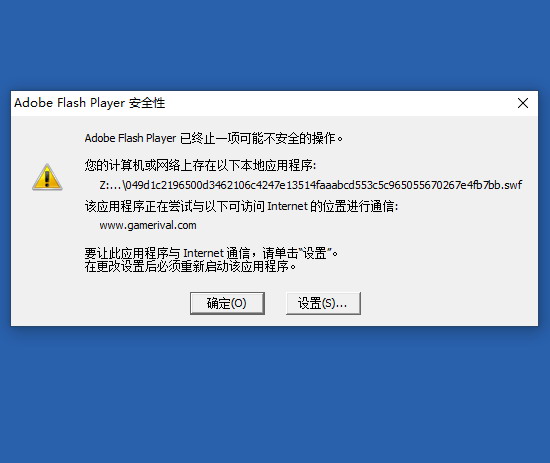 Adobe Flash Player 安全性
Adobe Flash Player 已终止一项可能不安全的操作。
您的计算机或网络上存在以下本地应用程序:
Z:...\049d1c2196500d3462106c4247e13514faaabcd553c5c965055670267e4fb7bb.swf
该应用程序正在尝试与以下可访问 Internet 的位置进行通信:
www.gamerival.com
要让此应用程序与 Internet 通信，请单击“设置”。
在更改设置后必须重新启动该应用程序。
确定(O)
设置(S)...